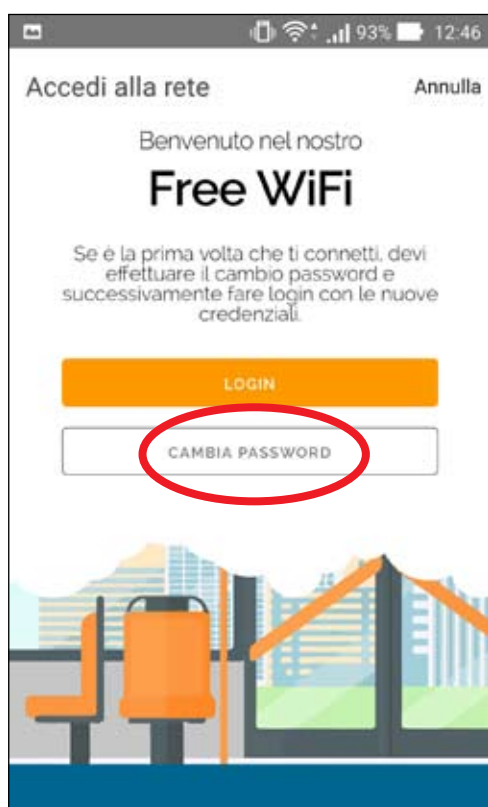 93% 12:46
Accedi alla rete Annulla
Benvenuto nel nostro
Free WiFi
Se è la prima volta che ti connetti, devi
effettuare il cambio password e
successivamente fare login con le nuove
credenziali.
LOGIN
CAMBIA PASSWORD